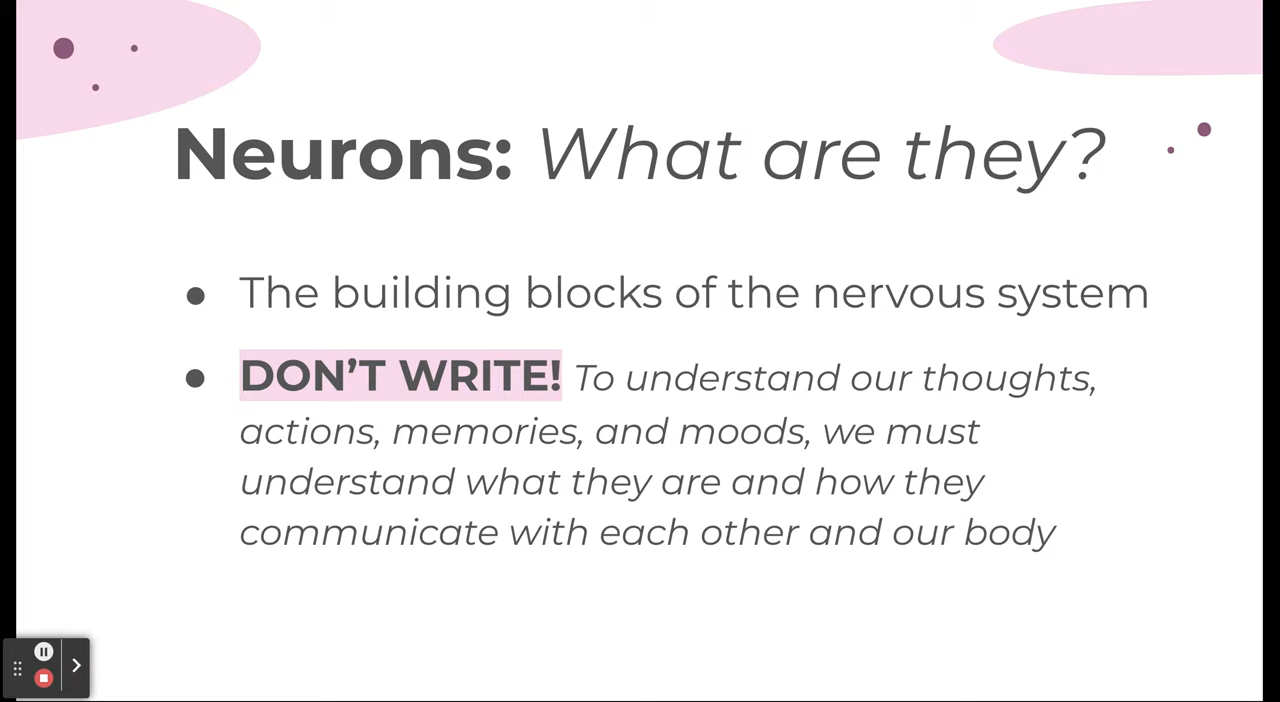 Neurons: What are they?
● The building blocks of the nervous system
● DON’T WRITE! To understand our thoughts,
actions, memories, and moods, we must
understand what they are and how they
communicate with each other and our body